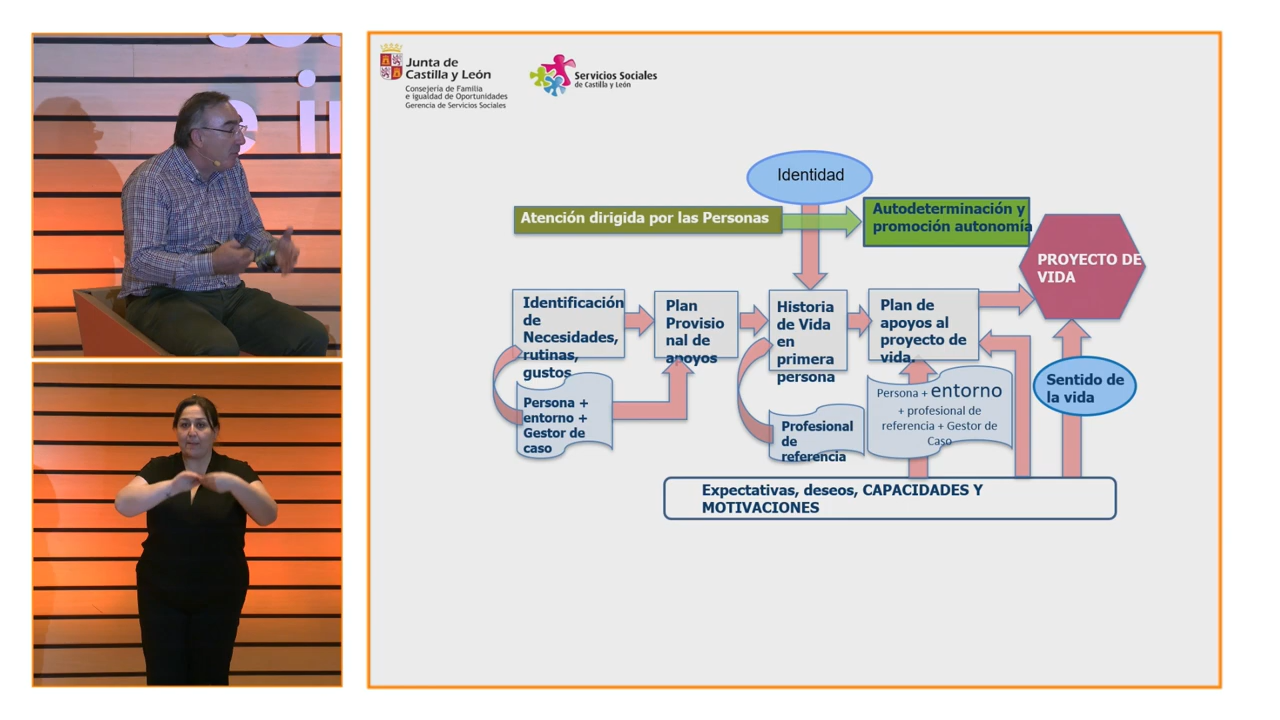 Junta de
Castilla y León
Consejería de Familia
e Igualdad de Oportunidades
Gerencia de Servicios Sociales
Servicios Sociales
de Castilla y León
Identidad
Atención dirigida por las Personas
Autodeterminación y
promoción autonomía
PROYECTO DE
VIDA
Identificación
de
Necesidades,
rutinas,
gustos
Plan
Provisio
nal de
apoyos
Historia
de Vida
en
primera
persona
Plan de
apoyos al
proyecto de
vida.
Persona +
entorno +
Gestor de
caso
Profesional
de
referencia
Persona + entorno
+ profesional de
referencia + Gestor de
Caso
Sentido de
la vida
Expectativas, deseos, CAPACIDADES Y
MOTIVACIONES